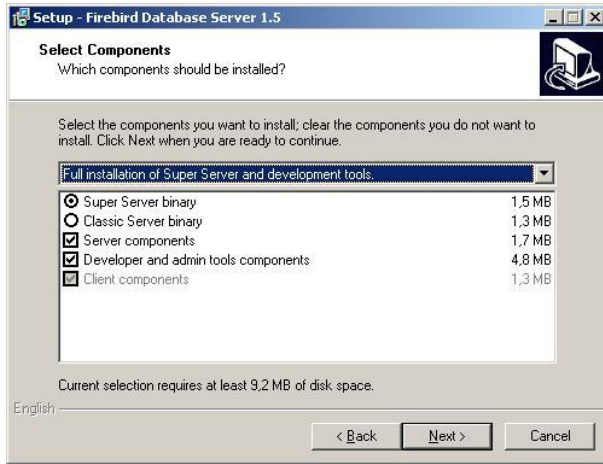 Setup - Firebird Database Server 1.5
Select Components
Which components should be installed?
Select the components you want to install; clear the components you do not want to
install. Click Next when you are ready to continue.
Full installation of Super Server and development tools.
Super Server binary 1,5 MB
Classic Server binary 1,3 MB
Server components 1,7 MB
Developer and admin tools components 4,8 MB
Client components 1,3 MB
Current selection requires at least 9,2 MB of disk space.
English
< Back Next > Cancel